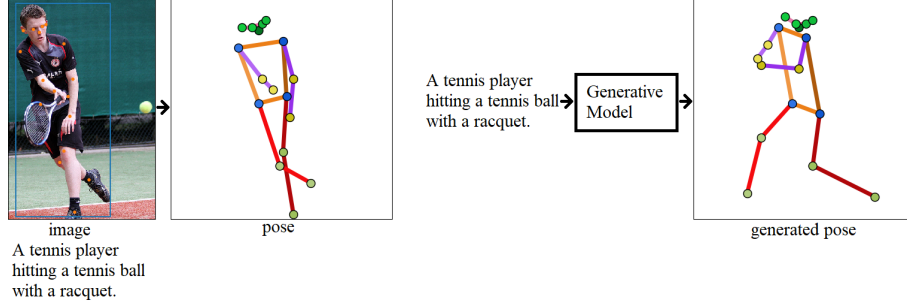 image
A tennis player
hitting a tennis ball
with a racquet.
pose
A tennis player
hitting a tennis ball
with a racquet.
Generative
Model
generated pose